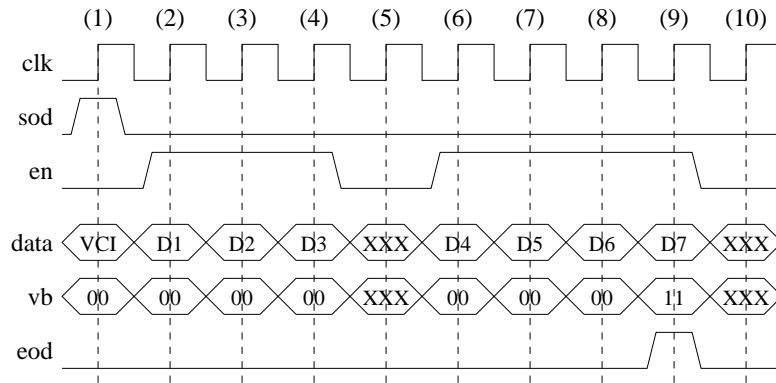 (1) (2) (3) (4) (5) (6) (7) (8) (9) (10)
clk
sod
en
data VCI D1 D2 D3 XXX D4 D5 D6 D7 XXX
vb 00 00 00 00 XXX 00 00 00 11 XXX
eod